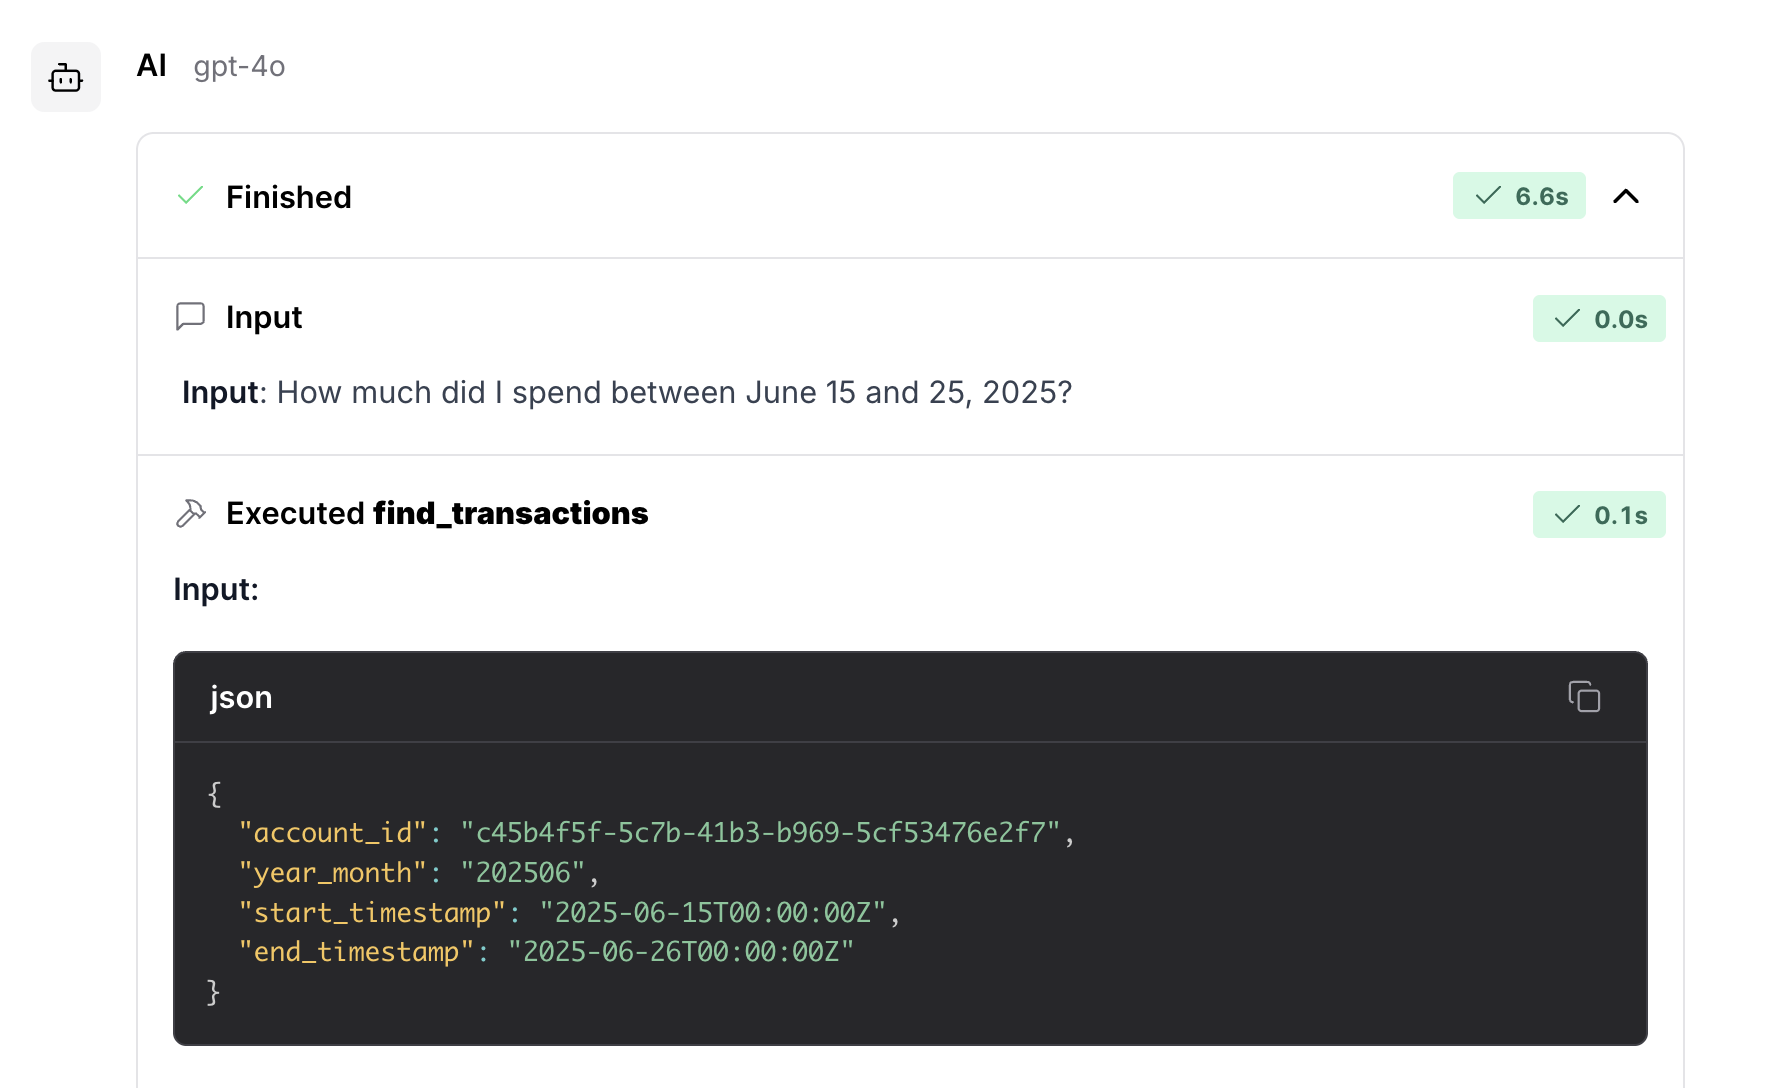 AI gpt-4o
Finished 6.6s
Input 0.0s
Input: How much did I spend between June 15 and 25, 2025?
Executed find_transactions 0.1s
Input:
json
{
  "account_id": "c45b4f5f-5c7b-41b3-b969-5cf53476e2f7",
  "year_month": "202506",
  "start_timestamp": "2025-06-15T00:00:00Z",
  "end_timestamp": "2025-06-26T00:00:00Z"
}